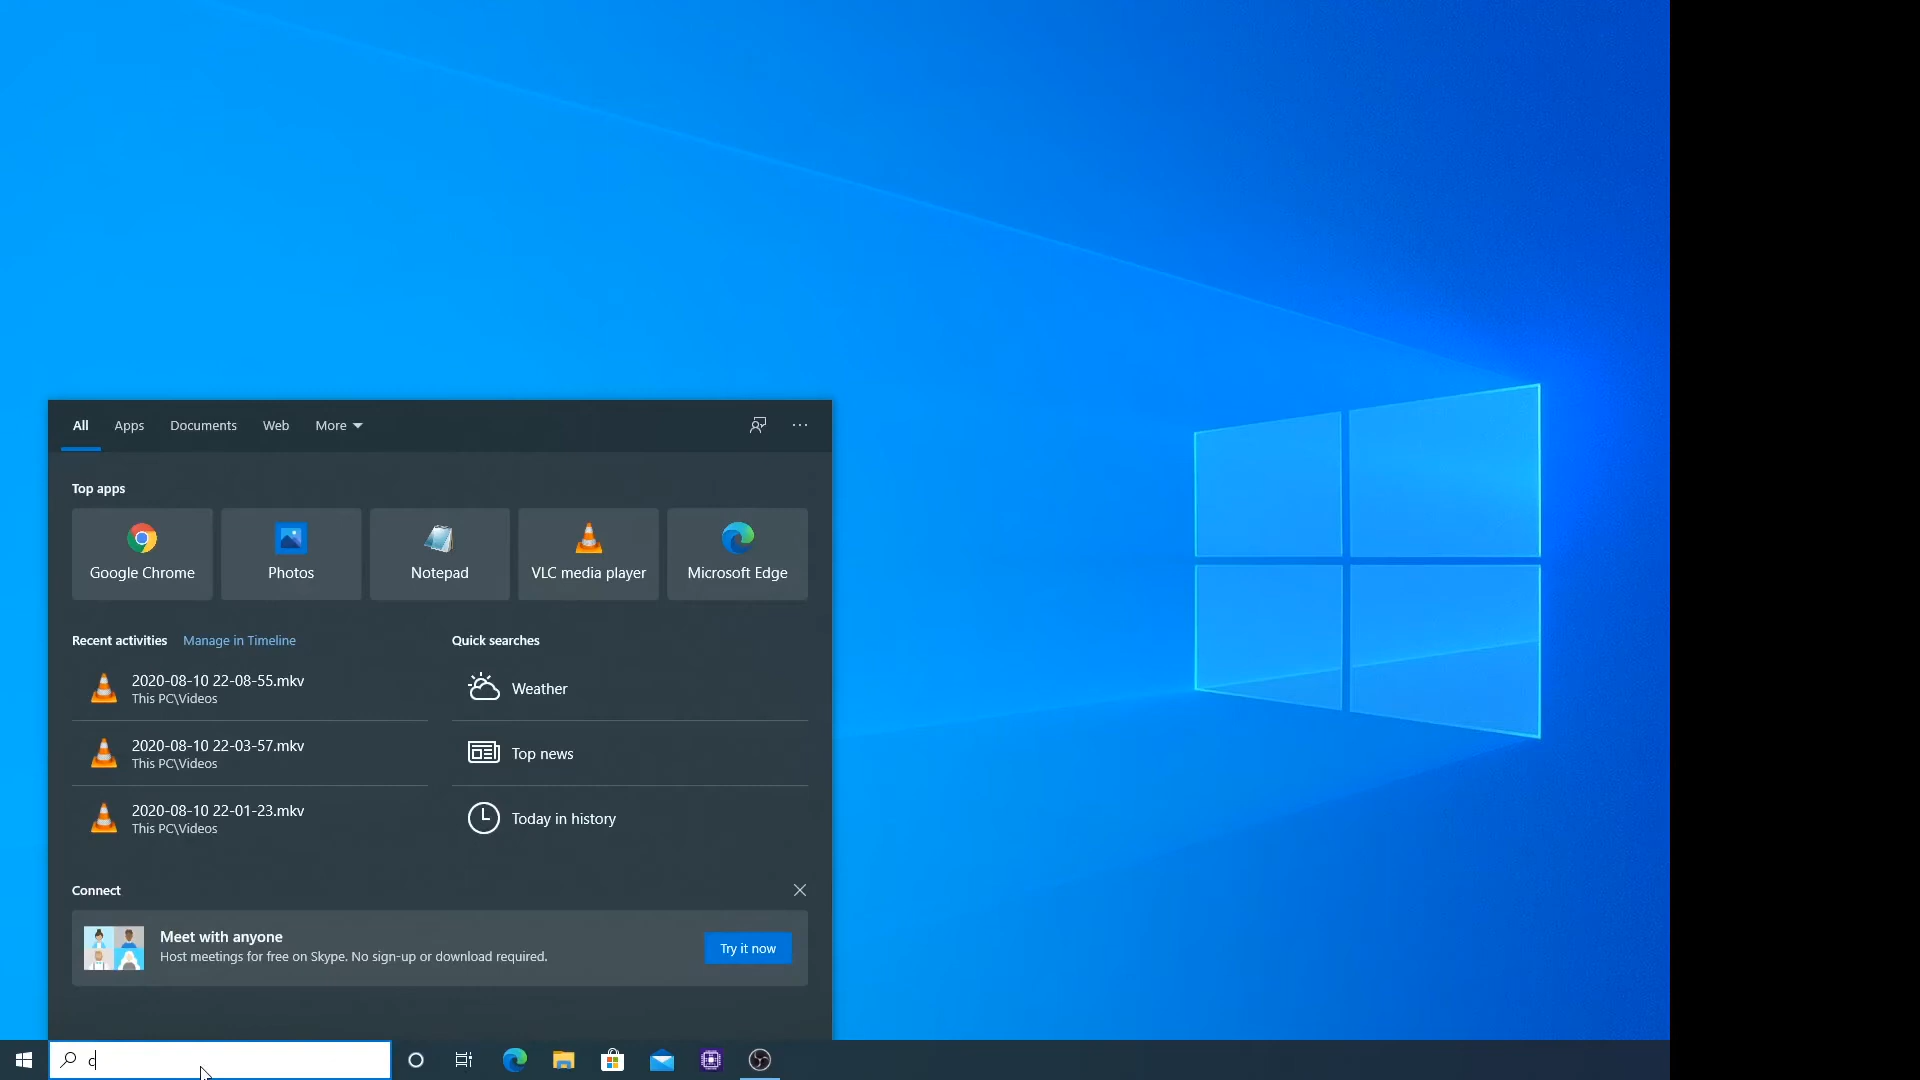 All Apps Documents Web More
Top apps
Google Chrome Photos Notepad VLC media player Microsoft Edge
Recent activities Manage in Timeline
2020-08-10 22-08-55.mkv
This PC\Videos
2020-08-10 22-03-57.mkv
This PC\Videos
2020-08-10 22-01-23.mkv
This PC\Videos
Quick searches
Weather
Top news
Today in history
Connect
Meet with anyone
Host meetings for free on Skype. No sign-up or download required.
Try it now
c